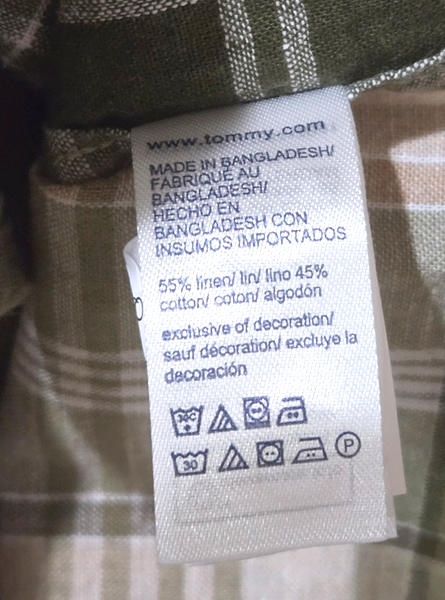 www.tommy.com
MADE IN BANGLADESH/
FABRIQUÉ AU
BANGLADESH/
HECHO EN
BANGLADESH CON
INSUMOS IMPORTADOS
55% linen/ lin/ lino 45%
cotton/ coton/ algodón
exclusive of decoration/
sauf décoration/ excluye la
decoración
30C
30 P